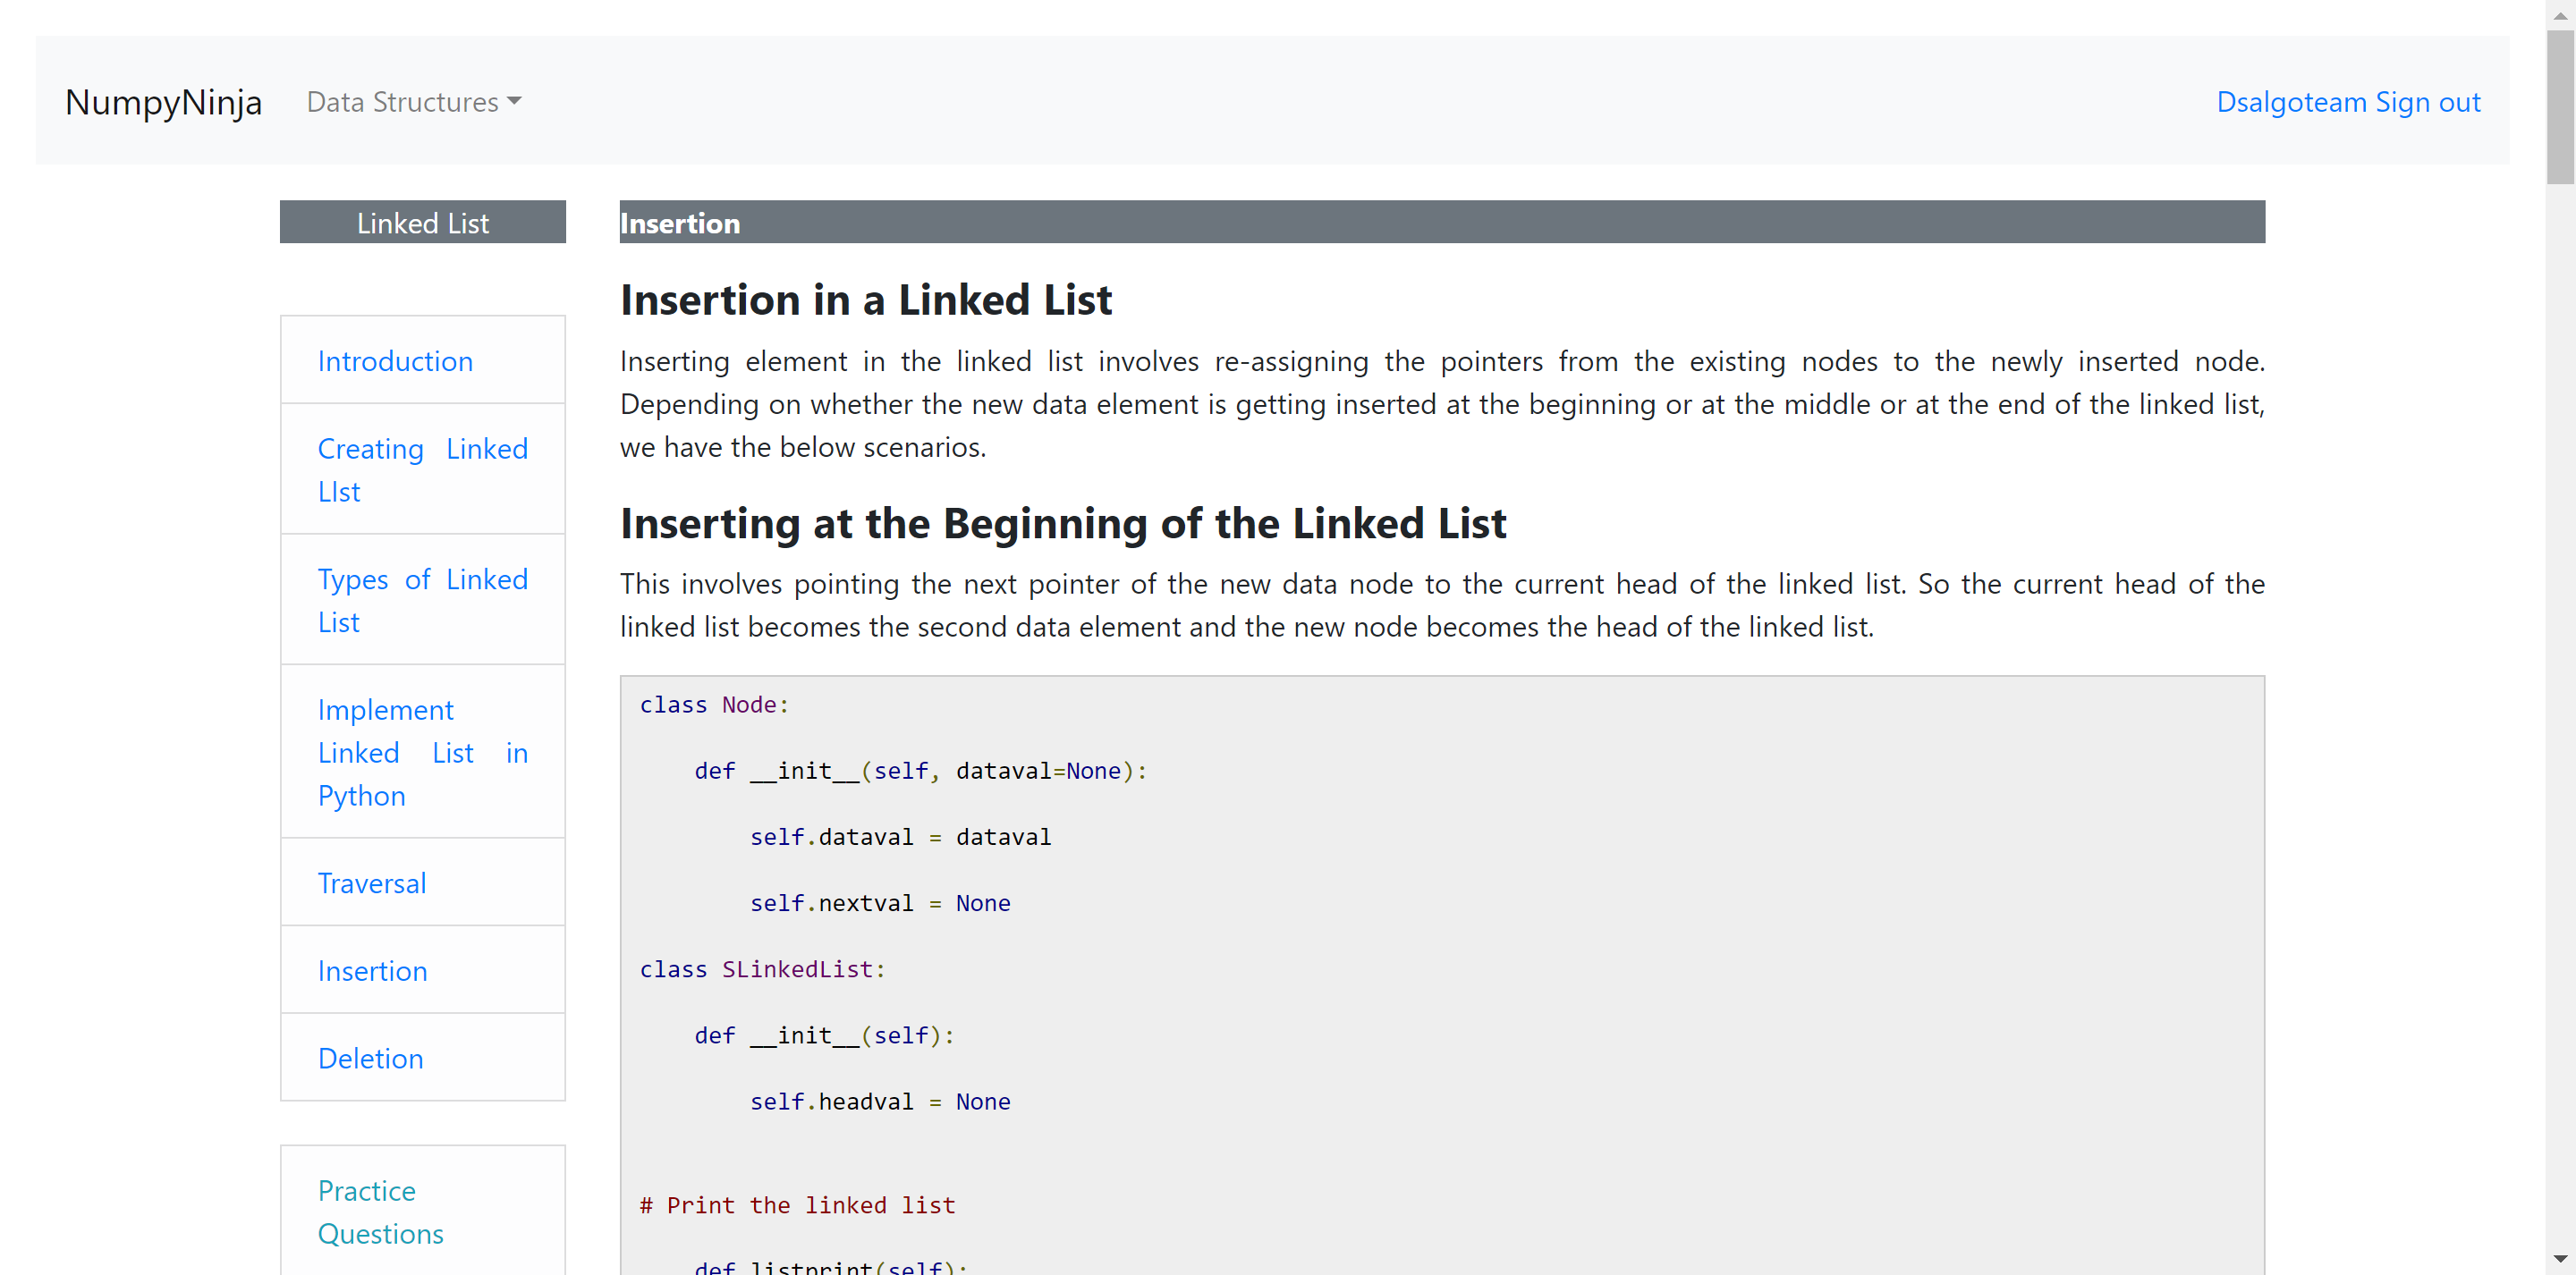 NumpyNinja Data Structures Dsalgoteam Sign out
Linked List
Introduction
Creating Linked
LIst
Types of Linked
List
Implement
Linked List in
Python
Traversal
Insertion
Deletion
Practice
Questions
Insertion
Insertion in a Linked List
Inserting element in the linked list involves re-assigning the pointers from the existing nodes to the newly inserted node.
Depending on whether the new data element is getting inserted at the beginning or at the middle or at the end of the linked list,
we have the below scenarios.
Inserting at the Beginning of the Linked List
This involves pointing the next pointer of the new data node to the current head of the linked list. So the current head of the
linked list becomes the second data element and the new node becomes the head of the linked list.
class Node:
def __init__(self, dataval=None):
self.dataval = dataval
self.nextval = None
class SLinkedList:
def __init__(self):
self.headval = None
# Print the linked list
def listprint(self):